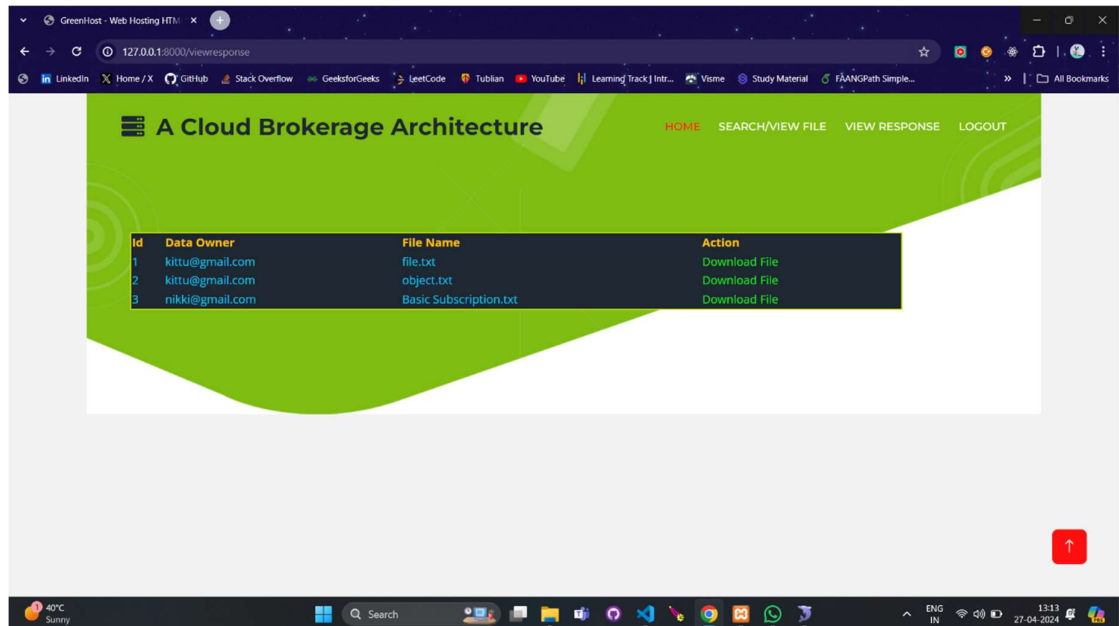 GreenHost - Web Hosting HTM
127.0.0.1:8000/viewresponse
LinkedIn Home / X GitHub Stack Overflow GeeksforGeeks LeetCode Tublian YouTube Learning Track | Intr... Visme Study Material FAANGPath Simple... » All Bookmarks
A Cloud Brokerage Architecture HOME SEARCH/VIEW FILE VIEW RESPONSE LOGOUT
Id Data Owner File Name Action
1 kittu@gmail.com file.txt Download File
2 kittu@gmail.com object.txt Download File
3 nikki@gmail.com Basic Subscription.txt Download File
1 40°C Search ENG 13:13
Sunny IN 27-04-2024